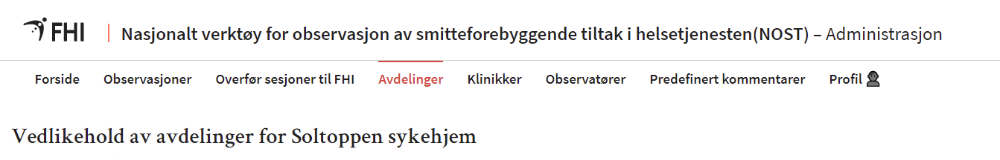 FHI
Nasjonalt verktøy for observasjon av smitteforebyggende tiltak i helsetjenesten(NOST) – Administrasjon
Forside Observasjoner Overfør sesjoner til FHI Avdelinger Klinikker Observatører Predefinert kommentarer Profil
Vedlikehold av avdelinger for Soltoppen sykehjem